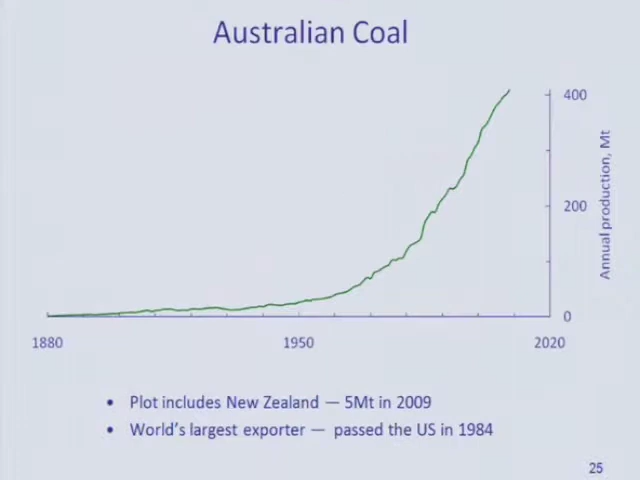 Australian Coal
400
200
0
Annual production, Mt
1880
1950
2020
• Plot includes New Zealand — 5Mt in 2009
• World's largest exporter — passed the US in 1984
25